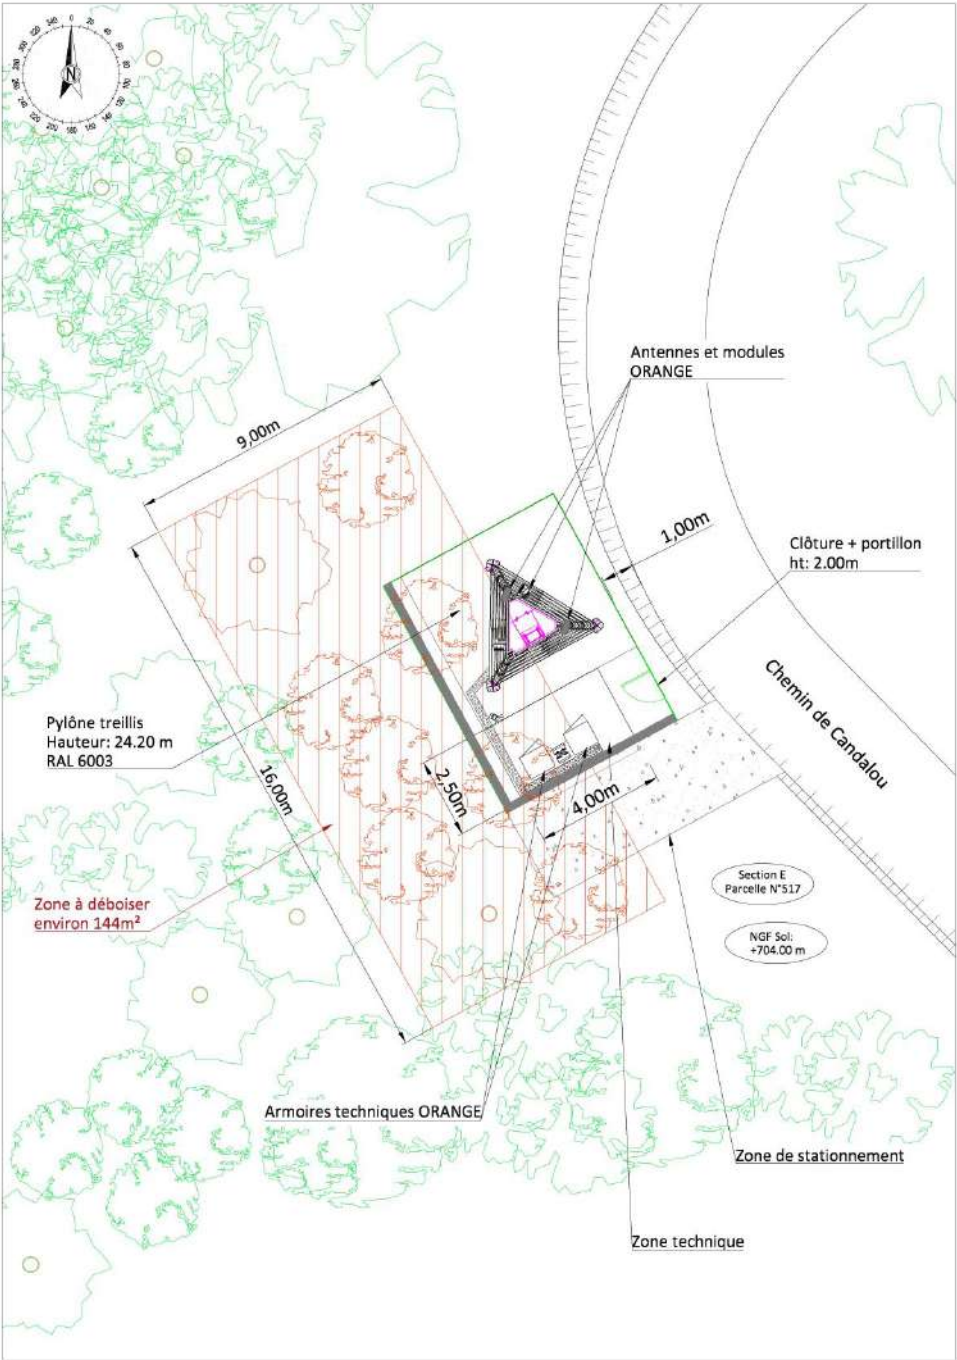 N
Antennes et modules
ORANGE
9,00m
1,00m
Clôture + portillon
ht: 2.00m
Chemin de Candalou
Pylône treillis
Hauteur: 24.20 m
RAL 6003
16,00m
2,50m
4,00m
Section E
Parcelle N°517
Zone à déboiser
environ 144m²
NGF Sol:
+704.00 m
Armoires techniques ORANGE
Zone de stationnement
Zone technique